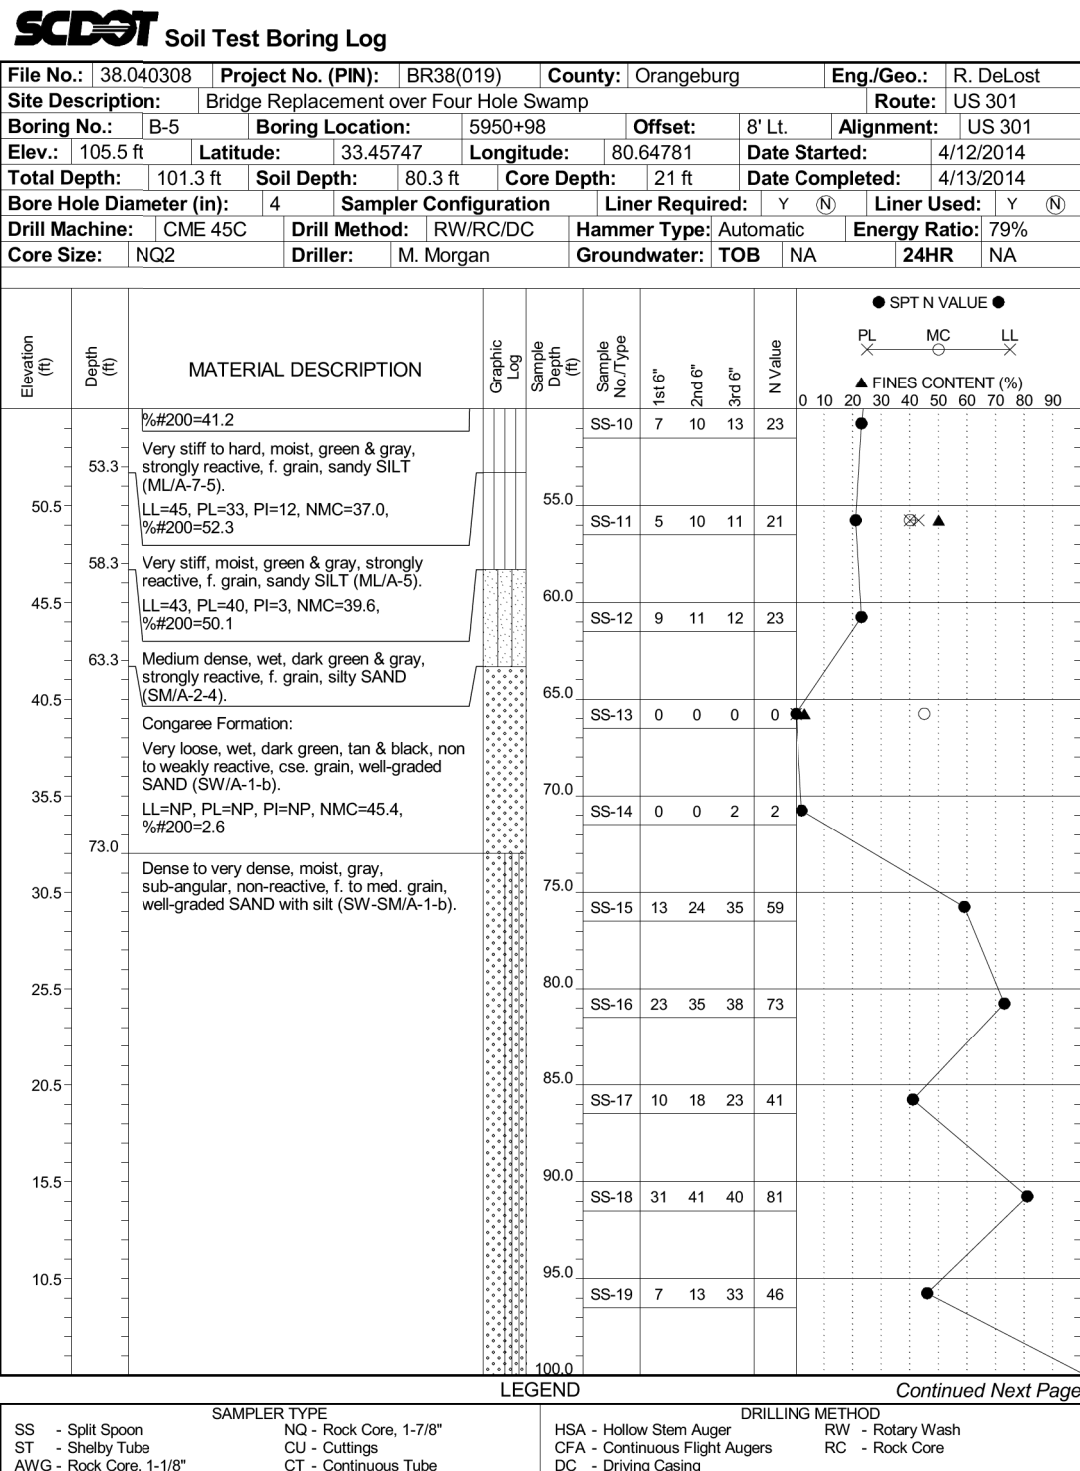 SCDOT Soil Test Boring Log
File No.: 38.040308 Project No. (PIN): BR38(019) County: Orangeburg Eng./Geo.: R. DeLost
Site Description: Bridge Replacement over Four Hole Swamp Route: US 301
Boring No.: B-5 Boring Location: 5950+98 Offset: 8' Lt. Alignment: US 301
Elev.: 105.5 ft Latitude: 33.45747 Longitude: 80.64781 Date Started: 4/12/2014
Total Depth: 101.3 ft Soil Depth: 80.3 ft Core Depth: 21 ft Date Completed: 4/13/2014
Bore Hole Diameter (in): 4 Sampler Configuration Liner Required: Y N Liner Used: Y N
Drill Machine: CME 45C Drill Method: RW/RC/DC Hammer Type: Automatic Energy Ratio: 79%
Core Size: NQ2 Driller: M. Morgan Groundwater: TOB NA 24HR NA
Elevation (ft)
Depth (ft)
MATERIAL DESCRIPTION
Graphic Log
Sample Depth (ft)
Sample No./Type
1st 6"
2nd 6"
3rd 6"
N Value
● SPT N VALUE ●
PL MC LL
▲ FINES CONTENT (%)
0 10 20 30 40 50 60 70 80 90
%#200=41.2
SS-10 7 10 13 23
Very stiff to hard, moist, green & gray,
53.3 strongly reactive, f. grain, sandy SILT
(ML/A-7-5).
55.0
50.5 LL=45, PL=33, PI=12, NMC=37.0,
%#200=52.3
SS-11 5 10 11 21
58.3 Very stiff, moist, green & gray, strongly
reactive, f. grain, sandy SILT (ML/A-5).
60.0
45.5 LL=43, PL=40, PI=3, NMC=39.6,
%#200=50.1
SS-12 9 11 12 23
63.3 Medium dense, wet, dark green & gray,
strongly reactive, f. grain, silty SAND
(SM/A-2-4).
65.0
40.5
SS-13 0 0 0 0
Congaree Formation:
Very loose, wet, dark green, tan & black, non
to weakly reactive, cse. grain, well-graded
SAND (SW/A-1-b).
70.0
35.5
LL=NP, PL=NP, PI=NP, NMC=45.4,
%#200=2.6
SS-14 0 0 2 2
73.0
Dense to very dense, moist, gray,
sub-angular, non-reactive, f. to med. grain,
well-graded SAND with silt (SW-SM/A-1-b).
75.0
30.5
SS-15 13 24 35 59
80.0
25.5
SS-16 23 35 38 73
85.0
20.5
SS-17 10 18 23 41
90.0
15.5
SS-18 31 41 40 81
95.0
10.5
SS-19 7 13 33 46
100.0
LEGEND
Continued Next Page
SAMPLER TYPE
SS - Split Spoon NQ - Rock Core, 1-7/8"
ST - Shelby Tube CU - Cuttings
AWG - Rock Core, 1-1/8" CT - Continuous Tube
DRILLING METHOD
HSA - Hollow Stem Auger RW - Rotary Wash
CFA - Continuous Flight Augers RC - Rock Core
DC - Driving Casing